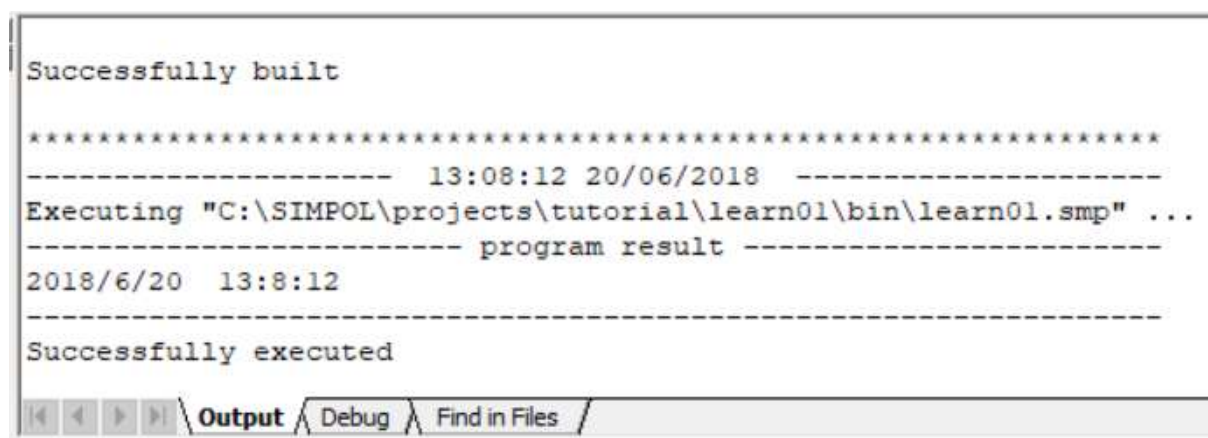 Successfully built
*****************************************************************
--------------------- 13:08:12 20/06/2018 ---------------------
Executing "C:\SIMPOL\projects\tutorial\learn01\bin\learn01.smp" ...
------------------------- program result ------------------------
2018/6/20 13:8:12
-----------------------------------------------------------------
Successfully executed
Output Debug Find in Files